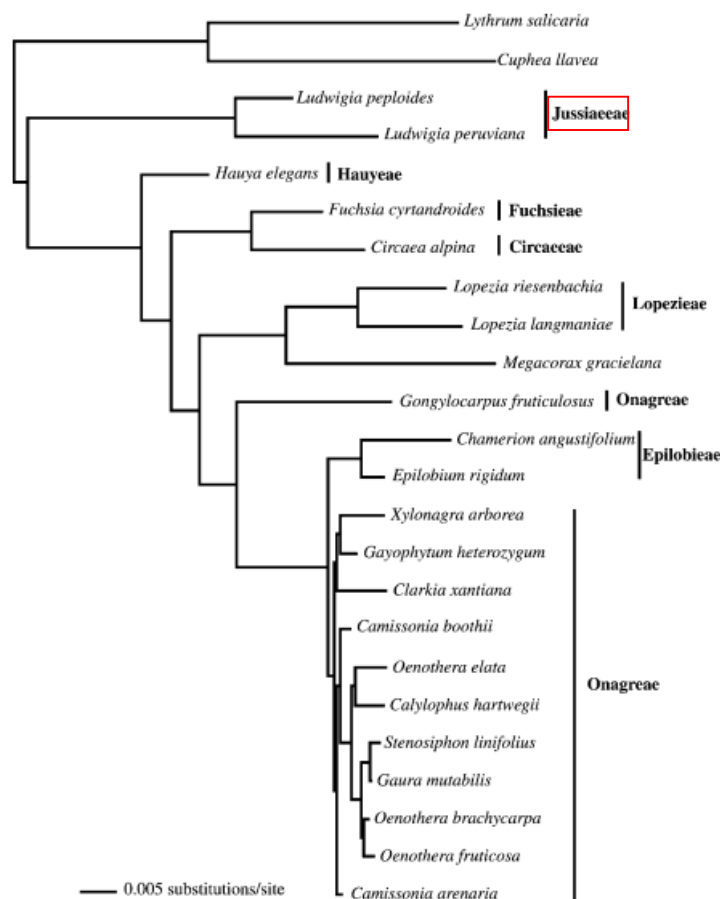 Lythrum salicaria
Cuphea llavea
Ludwigia peploides
Jussiaeeae
Ludwigia peruviana
Hauya elegans Hauyeae
Fuchsia cyrtandroides Fuchsieae
Circaea alpina Circaeeae
Lopezia riesenbachia
Lopezieae
Lopezia langmaniae
Megacorax gracielana
Gongylocarpus fruticulosus Onagreae
Chamerion angustifolium
Epilobieae
Epilobium rigidum
Xylonagra arborea
Gayophytum heterozygum
Clarkia xantiana
Camissonia boothii
Oenothera elata
Onagreae
Calylophus hartwegii
Stenosiphon linifolius
Gaura mutabilis
Oenothera brachycarpa
Oenothera fruticosa
0.005 substitutions/site
Camissonia arenaria